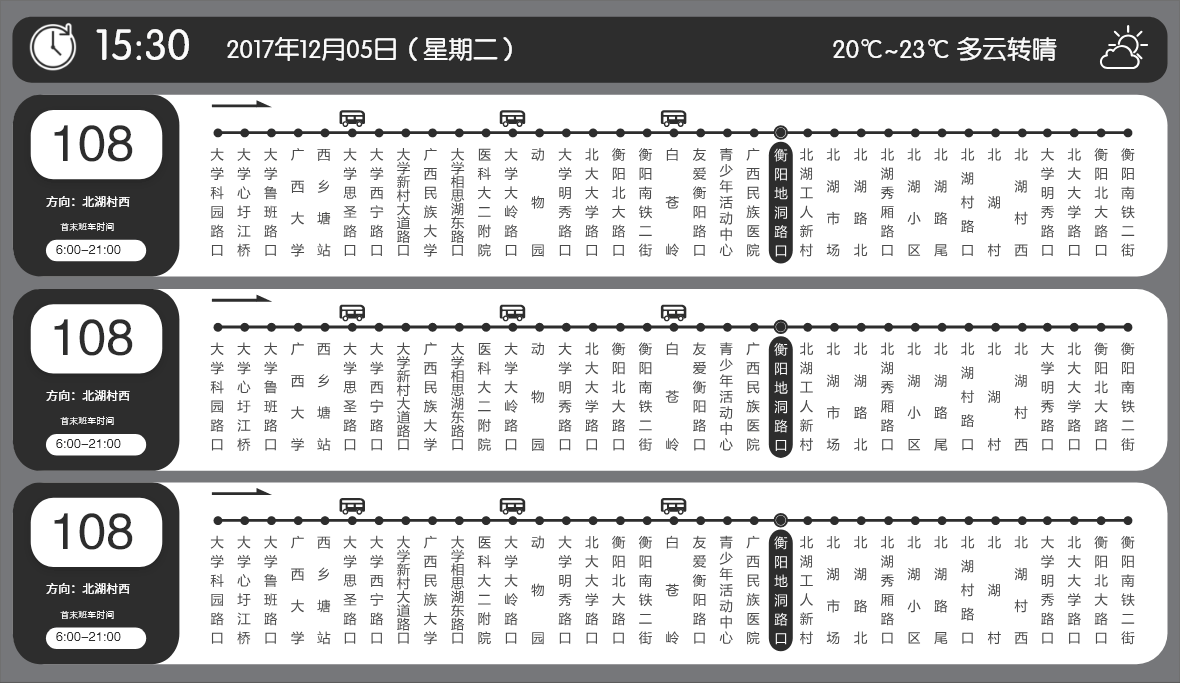 15:30
2017年12月05日（星期二）
20℃~23℃ 多云转晴
108
方向：北湖村西
首末班车时间
6:00–21:00
大学科园路口
大学心圩江桥
大学鲁班路口
广西大学
西乡塘站
大学思圣路口
大学西宁路口
大学新村大道路口
广西民族大学
大学相思湖东路口
医科大二附院
大学大岭路口
动物园
大学明秀路口
北大大学路口
衡阳北大路口
衡阳南铁二街
白苍岭
友爱衡阳路口
青少年活动中心
广西民族医院
衡阳地洞路口
北湖工人新村
北湖市场
北湖路北
北湖秀厢路口
北湖小区
北湖路尾
北湖村路口
北湖村
北湖村西
大学明秀路口
北大大学路口
衡阳北大路口
衡阳南铁二街
108
方向：北湖村西
首末班车时间
6:00–21:00
大学科园路口
大学心圩江桥
大学鲁班路口
广西大学
西乡塘站
大学思圣路口
大学西宁路口
大学新村大道路口
广西民族大学
大学相思湖东路口
医科大二附院
大学大岭路口
动物园
大学明秀路口
北大大学路口
衡阳北大路口
衡阳南铁二街
白苍岭
友爱衡阳路口
青少年活动中心
广西民族医院
衡阳地洞路口
北湖工人新村
北湖市场
北湖路北
北湖秀厢路口
北湖小区
北湖路尾
北湖村路口
北湖村
北湖村西
大学明秀路口
北大大学路口
衡阳北大路口
衡阳南铁二街
108
方向：北湖村西
首末班车时间
6:00–21:00
大学科园路口
大学心圩江桥
大学鲁班路口
广西大学
西乡塘站
大学思圣路口
大学西宁路口
大学新村大道路口
广西民族大学
大学相思湖东路口
医科大二附院
大学大岭路口
动物园
大学明秀路口
北大大学路口
衡阳北大路口
衡阳南铁二街
白苍岭
友爱衡阳路口
青少年活动中心
广西民族医院
衡阳地洞路口
北湖工人新村
北湖市场
北湖路北
北湖秀厢路口
北湖小区
北湖路尾
北湖村路口
北湖村
北湖村西
大学明秀路口
北大大学路口
衡阳北大路口
衡阳南铁二街